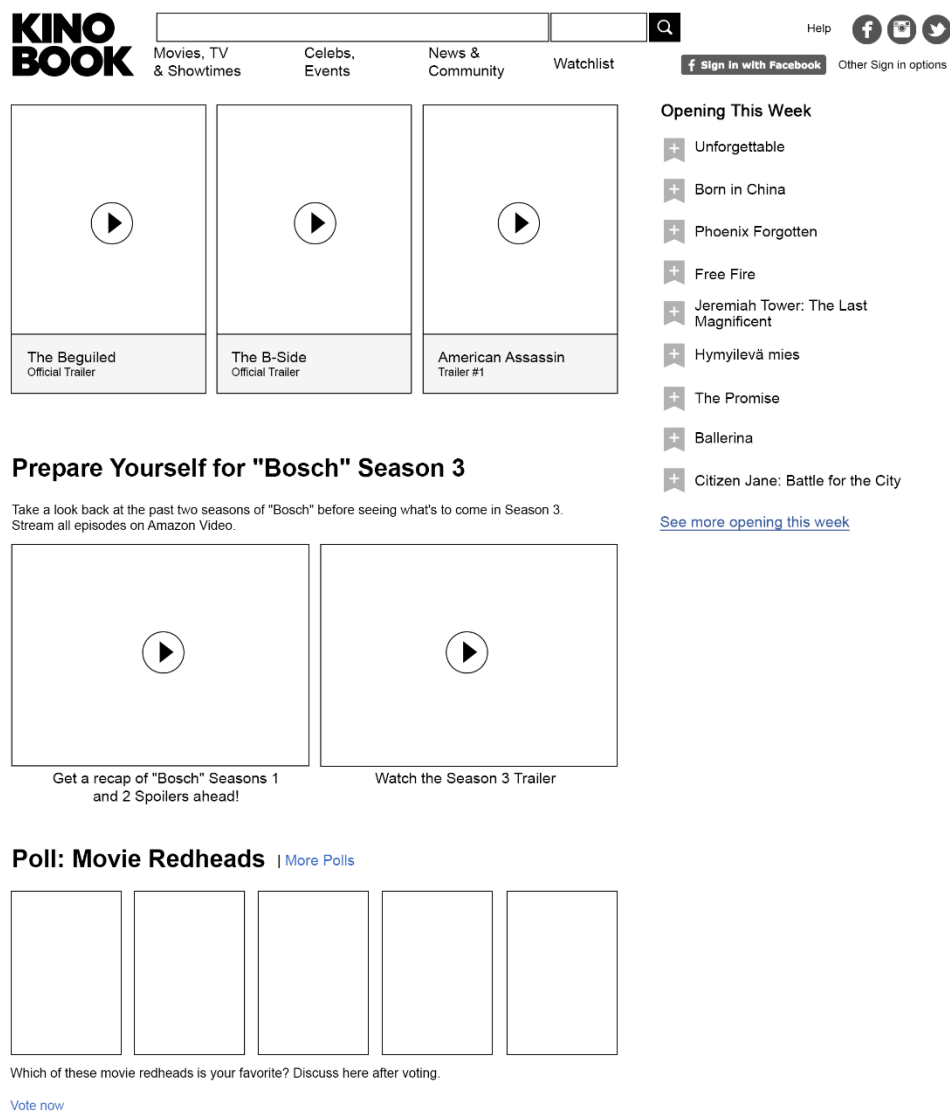 KINO
BOOK
Help
Movies, TV
& Showtimes
Celebs,
Events
News &
Community
Watchlist
f Sign in with Facebook
Other Sign in options
The Beguiled
Official Trailer
The B-Side
Official Trailer
American Assassin
Trailer #1
Opening This Week
Unforgettable
Born in China
Phoenix Forgotten
Free Fire
Jeremiah Tower: The Last
Magnificent
Hymyilevä mies
The Promise
Ballerina
Citizen Jane: Battle for the City
See more opening this week
Prepare Yourself for "Bosch" Season 3
Take a look back at the past two seasons of "Bosch" before seeing what's to come in Season 3.
Stream all episodes on Amazon Video.
Get a recap of "Bosch" Seasons 1
and 2 Spoilers ahead!
Watch the Season 3 Trailer
Poll: Movie Redheads | More Polls
Which of these movie redheads is your favorite? Discuss here after voting.
Vote now